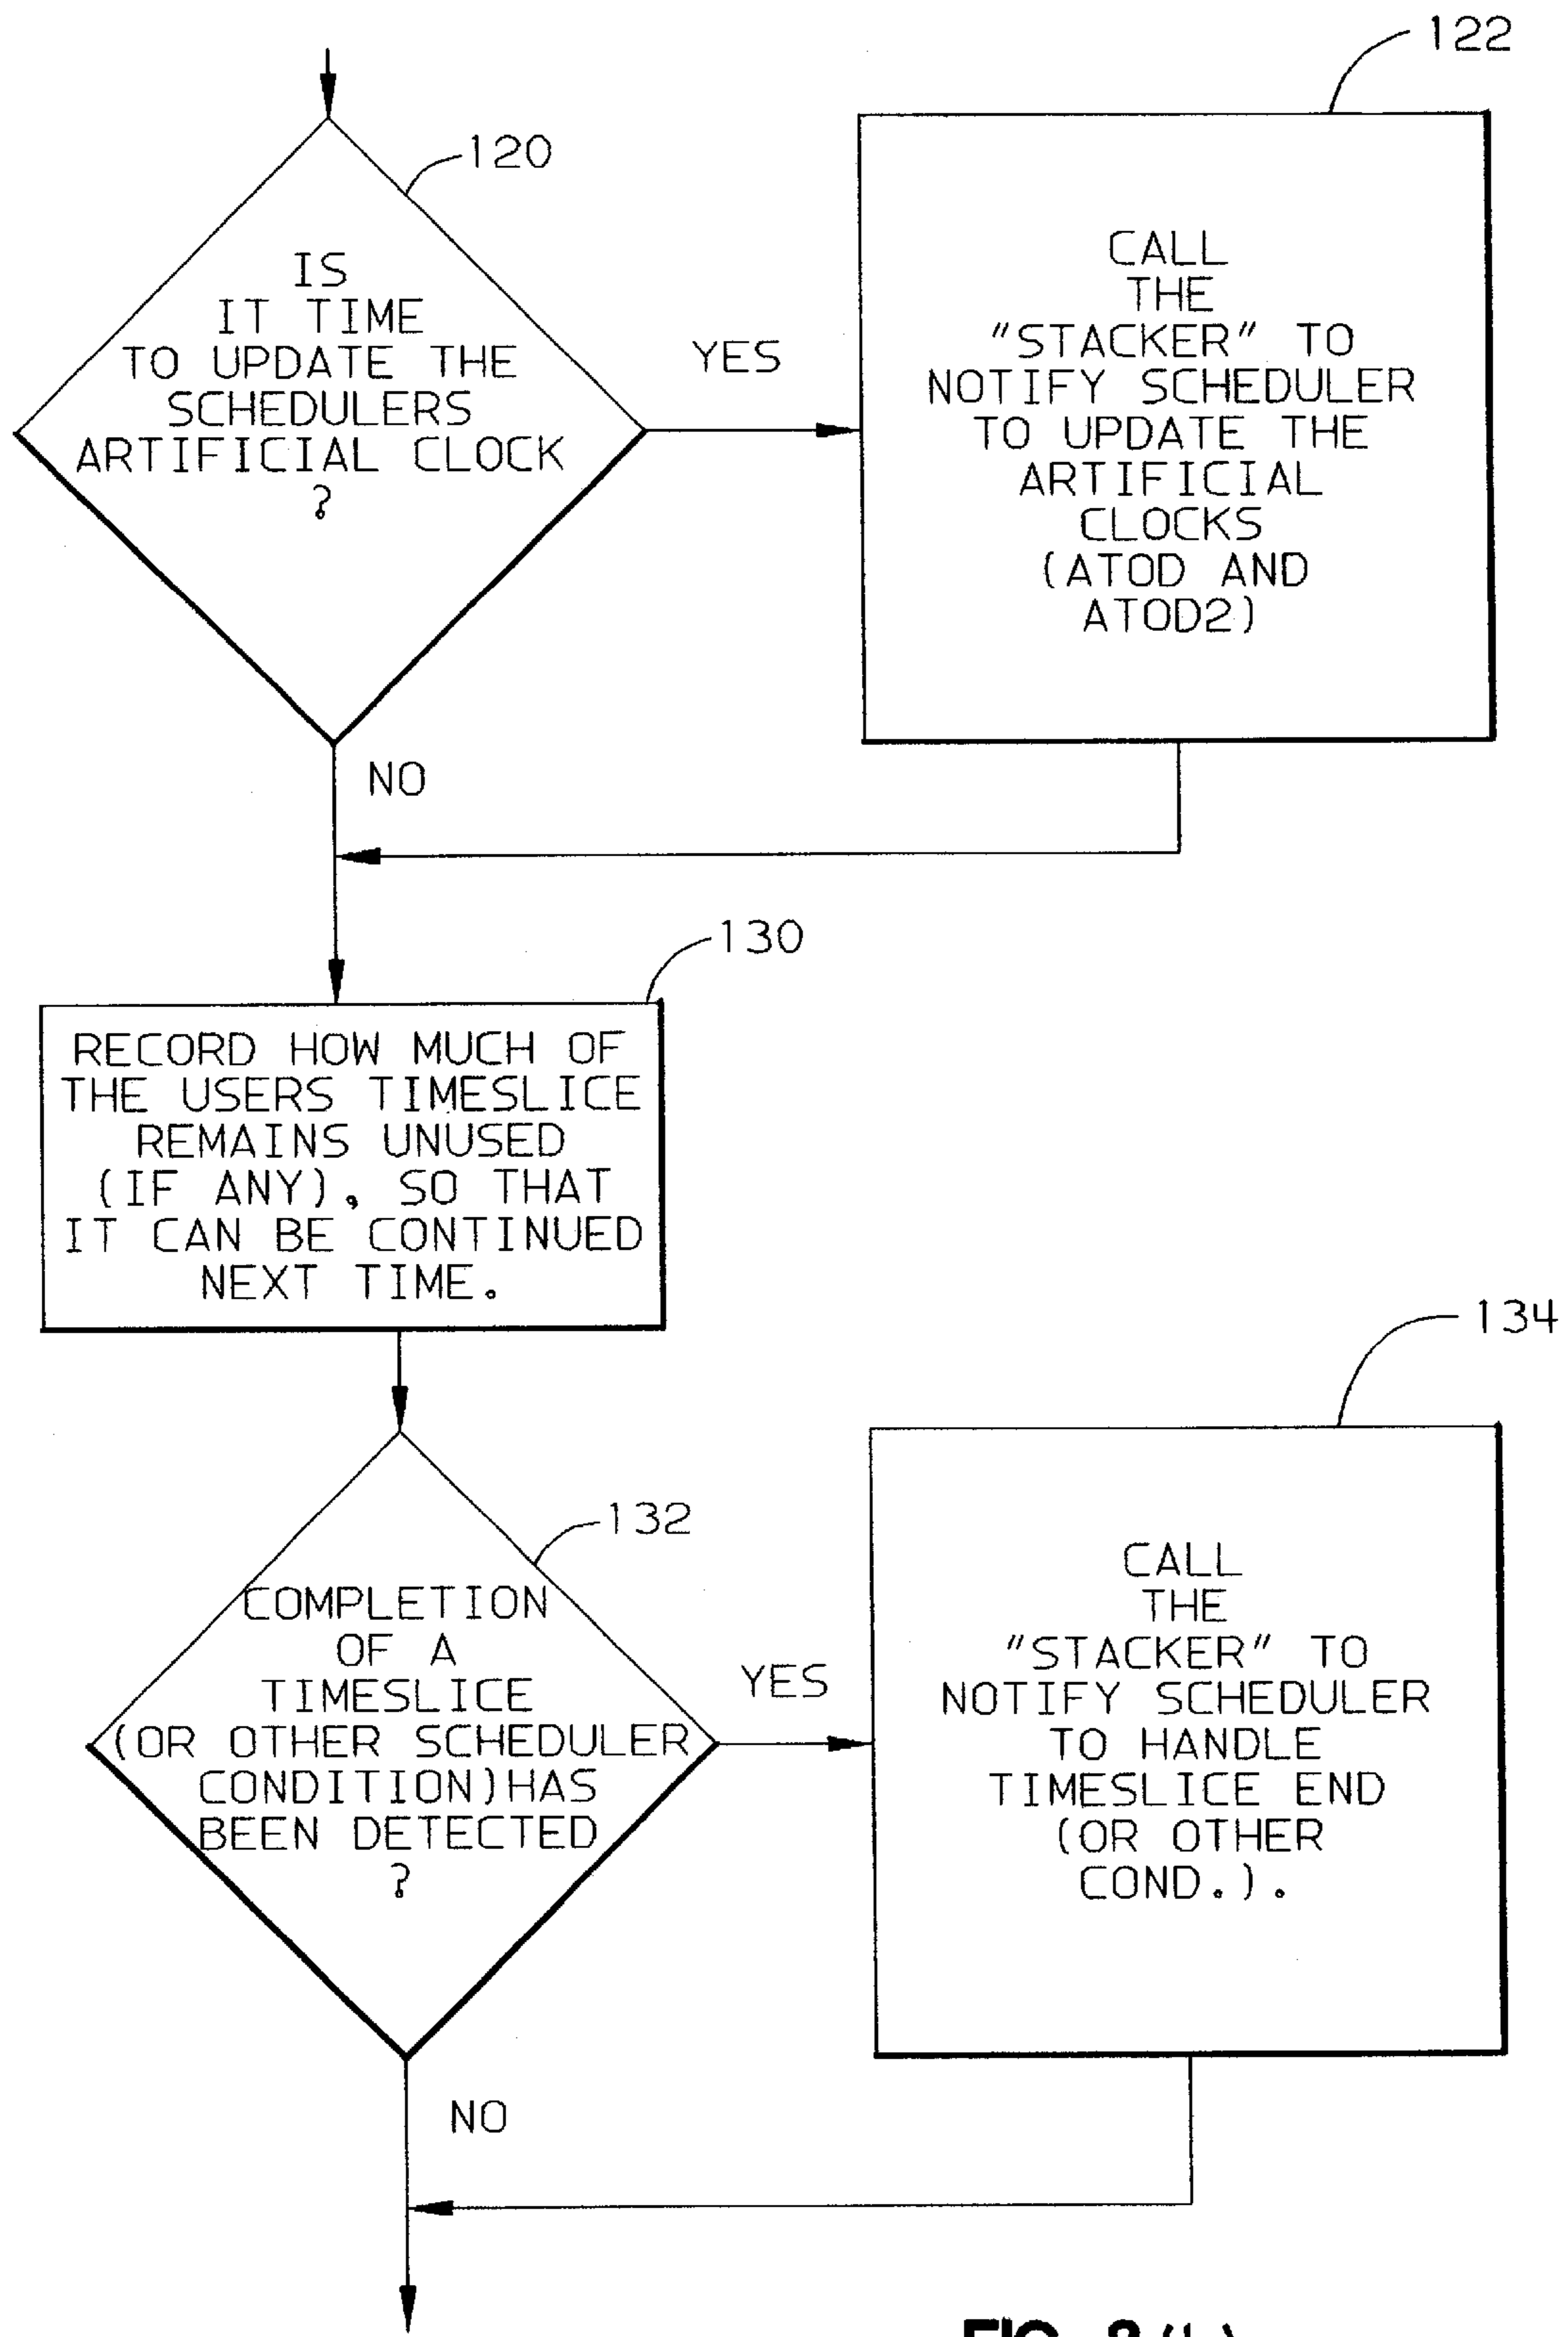 122
120
IS
IT TIME
TO UPDATE THE
SCHEDULERS
ARTIFICIAL CLOCK
?
YES
CALL
THE
"STACKER" TO
NOTIFY SCHEDULER
TO UPDATE THE
ARTIFICIAL
CLOCKS
(ATOD AND
ATOD2)
NO
130
RECORD HOW MUCH OF
THE USERS TIMESLICE
REMAINS UNUSED
(IF ANY), SO THAT
IT CAN BE CONTINUED
NEXT TIME.
134
132
COMPLETION
OF A
TIMESLICE
(OR OTHER SCHEDULER
CONDITION)HAS
BEEN DETECTED
?
YES
CALL
THE
"STACKER" TO
NOTIFY SCHEDULER
TO HANDLE
TIMESLICE END
(OR OTHER
COND.).
NO